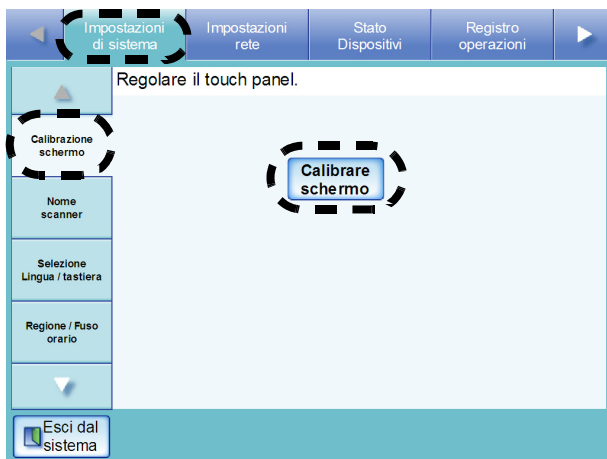 Impostazioni
di sistema
Impostazioni
rete
Stato
Dispositivi
Registro
operazioni
Regolare il touch panel.
Calibrazione
schermo
Calibrare
schermo
Nome
scanner
Selezione
Lingua / tastiera
Regione / Fuso
orario
Esci dal
sistema